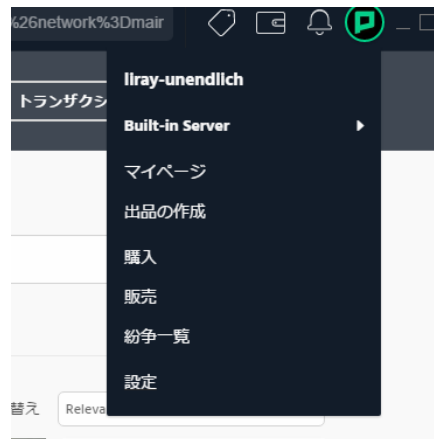 %26network%3Dmair
トランザクシ
llray-unendlich
Built-in Server
マイページ
出品の作成
購入
販売
紛争一覧
設定
替え
Releva